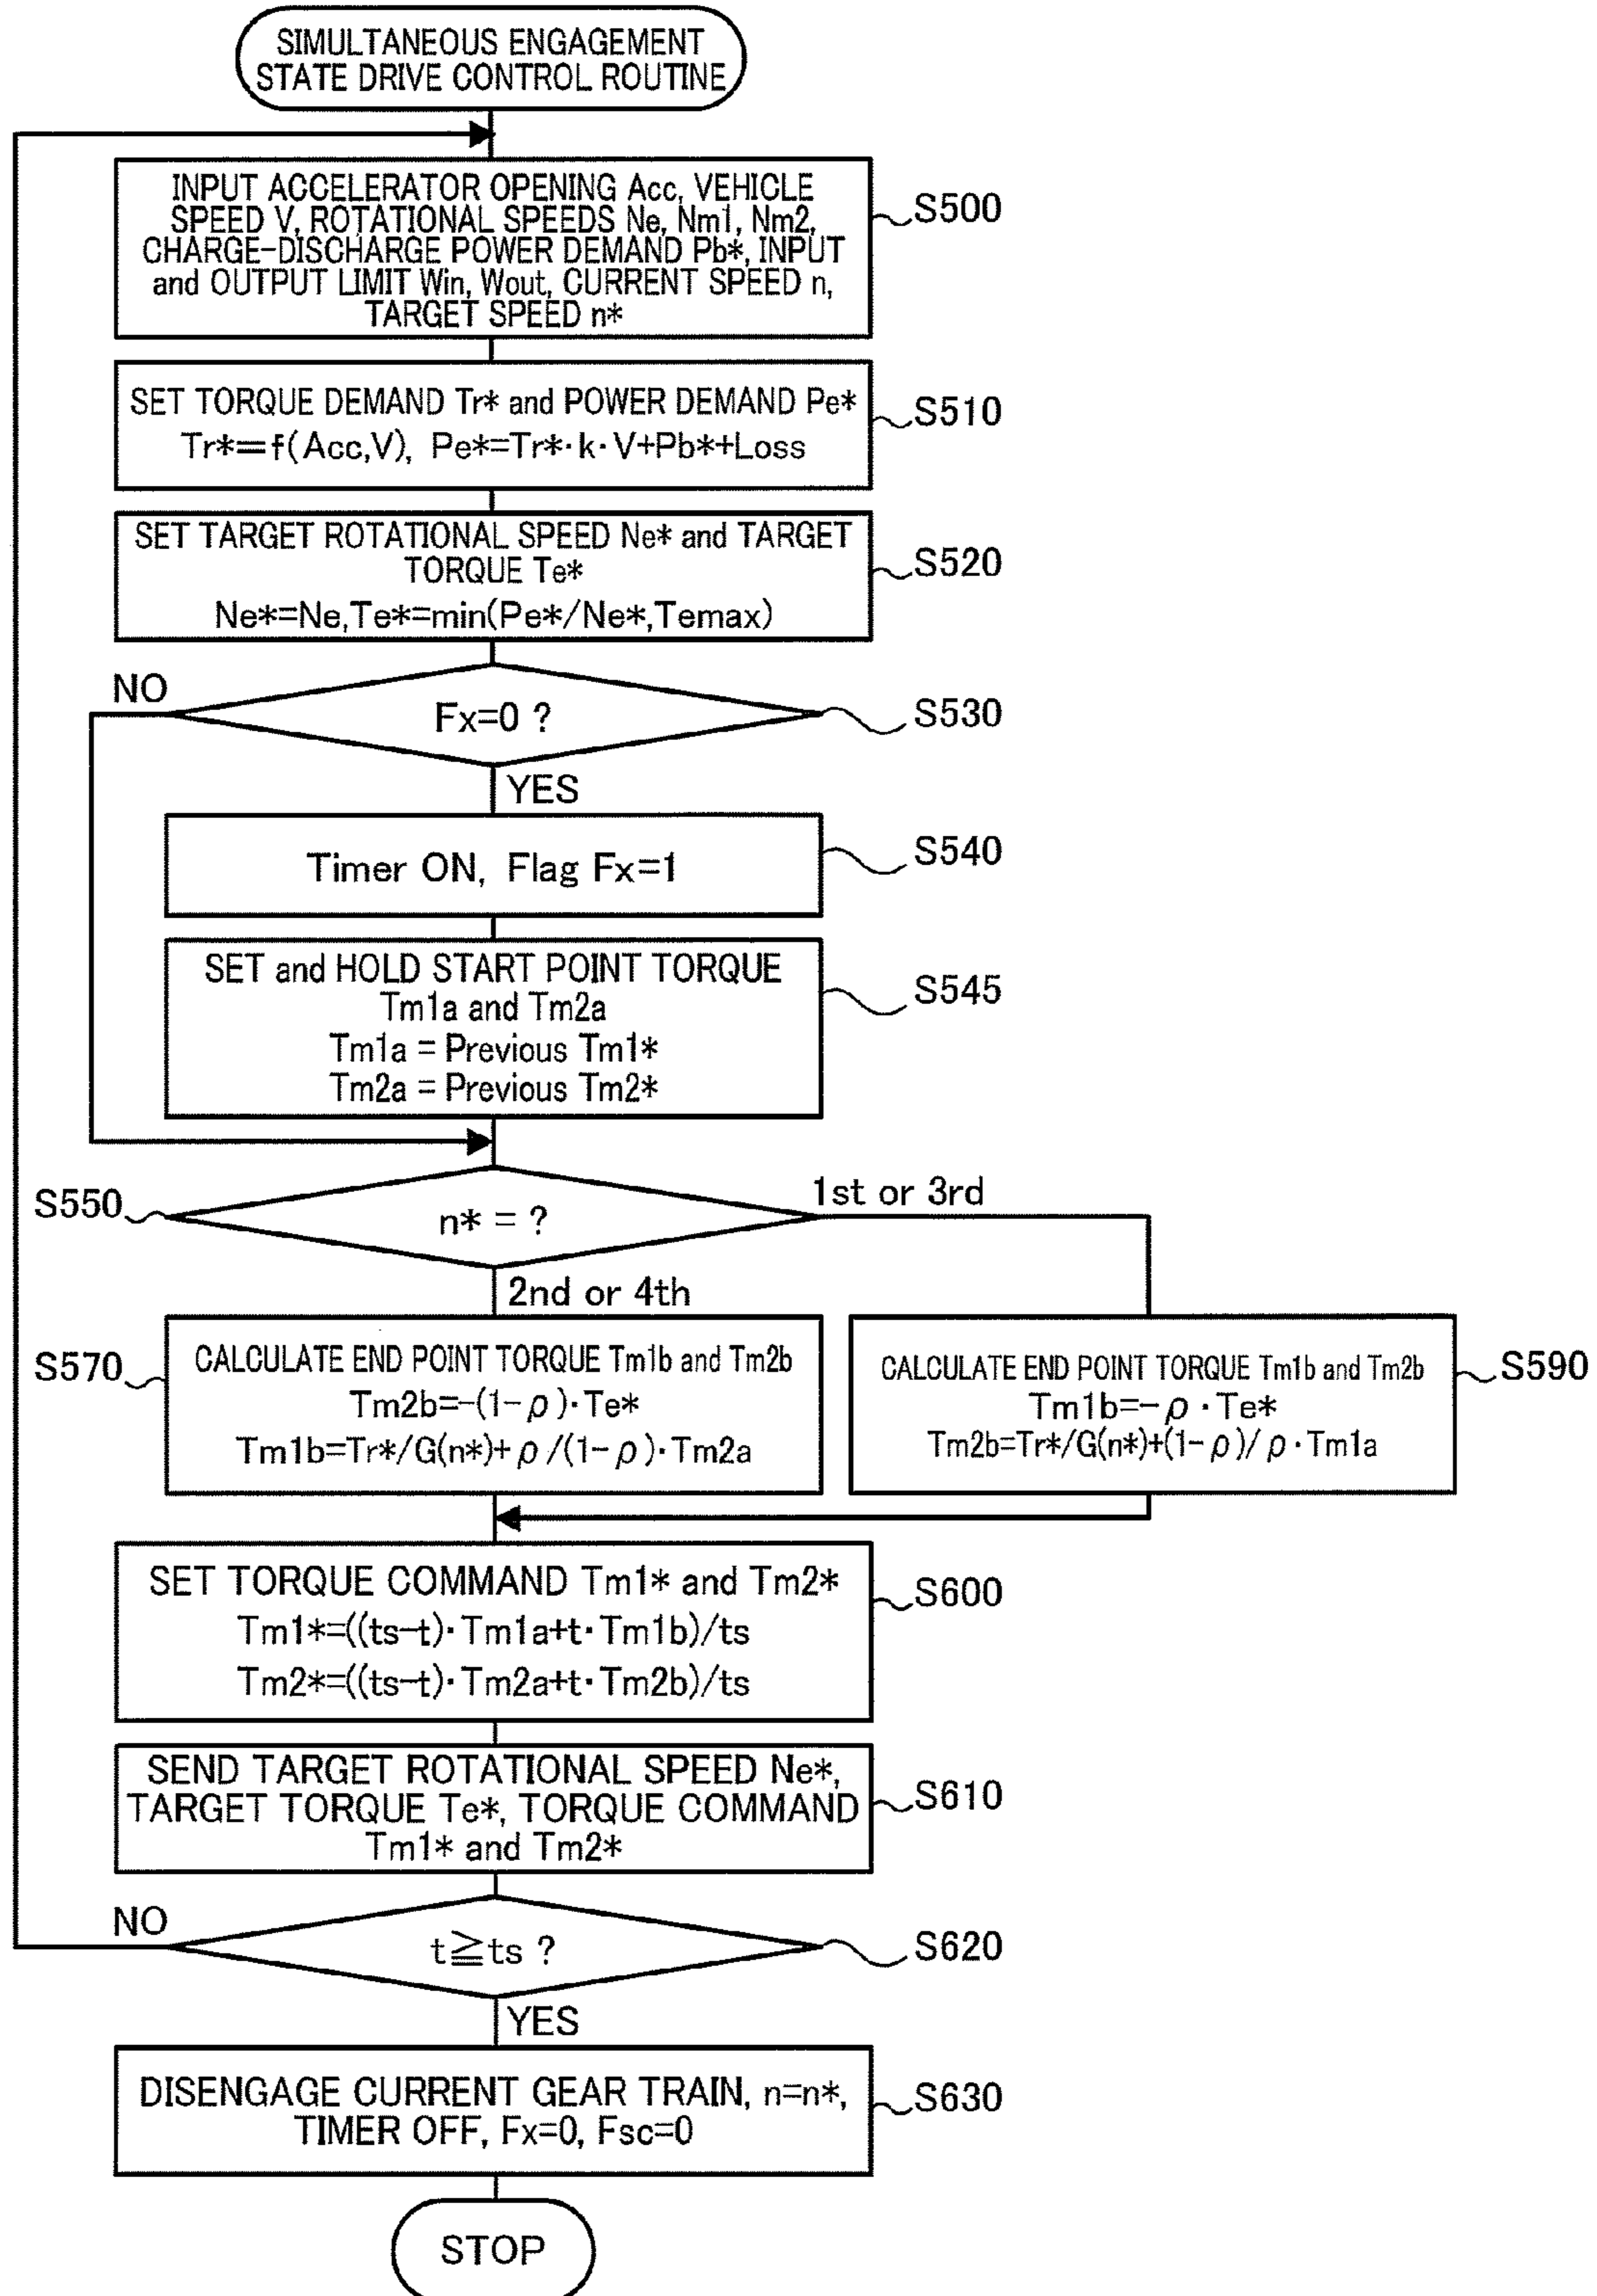 SIMULTANEOUS ENGAGEMENT
STATE DRIVE CONTROL ROUTINE
INPUT ACCELERATOR OPENING Acc, VEHICLE
SPEED V, ROTATIONAL SPEEDS Ne, Nm1, Nm2,
CHARGE-DISCHARGE POWER DEMAND Pb*, INPUT
and OUTPUT LIMIT Win, Wout, CURRENT SPEED n,
TARGET SPEED n*
S500
SET TORQUE DEMAND Tr* and POWER DEMAND Pe*
Tr*=f(Acc,V), Pe*=Tr*·k·V+Pb*+Loss
S510
SET TARGET ROTATIONAL SPEED Ne* and TARGET
TORQUE Te*
Ne*=Ne,Te*=min(Pe*/Ne*,Temax)
S520
NO
Fx=0 ?
S530
YES
Timer ON, Flag Fx=1
S540
SET and HOLD START POINT TORQUE
Tm1a and Tm2a
Tm1a = Previous Tm1*
Tm2a = Previous Tm2*
S545
S550
n* = ?
1st or 3rd
2nd or 4th
S570
CALCULATE END POINT TORQUE Tm1b and Tm2b
Tm2b=-(1-ρ)·Te*
Tm1b=Tr*/G(n*)+ρ/(1-ρ)·Tm2a
CALCULATE END POINT TORQUE Tm1b and Tm2b
Tm1b=-ρ·Te*
Tm2b=Tr*/G(n*)+(1-ρ)/ρ·Tm1a
S590
SET TORQUE COMMAND Tm1* and Tm2*
Tm1*=((ts-t)·Tm1a+t·Tm1b)/ts
Tm2*=((ts-t)·Tm2a+t·Tm2b)/ts
S600
SEND TARGET ROTATIONAL SPEED Ne*,
TARGET TORQUE Te*, TORQUE COMMAND
Tm1* and Tm2*
S610
NO
t≧ts ?
S620
YES
DISENGAGE CURRENT GEAR TRAIN, n=n*,
TIMER OFF, Fx=0, Fsc=0
S630
STOP